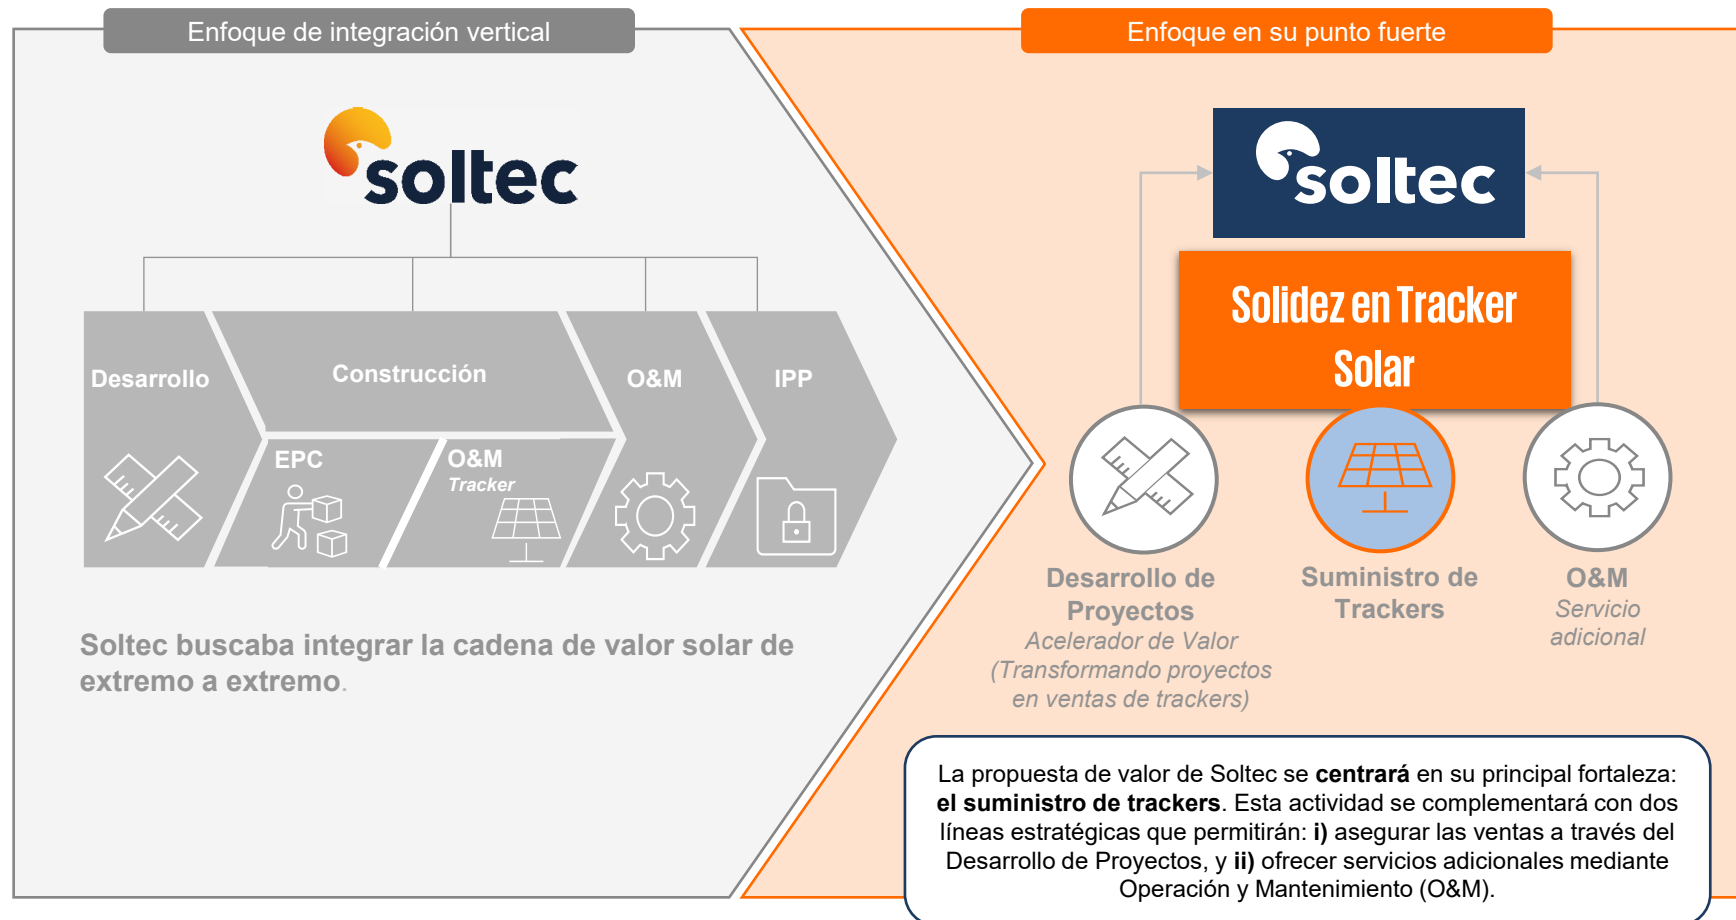 Enfoque de integración vertical
soltec
Desarrollo
Construcción
O&M
IPP
EPC
O&M
Tracker
Soltec buscaba integrar la cadena de valor solar de
extremo a extremo.
Enfoque en su punto fuerte
soltec
Solidez en Tracker
Solar
Desarrollo de
Proyectos
Acelerador de Valor
(Transformando proyectos
en ventas de trackers)
Suministro de
Trackers
O&M
Servicio
adicional
La propuesta de valor de Soltec se centrará en su principal fortaleza:
el suministro de trackers. Esta actividad se complementará con dos
líneas estratégicas que permitirán: i) asegurar las ventas a través del
Desarrollo de Proyectos, y ii) ofrecer servicios adicionales mediante
Operación y Mantenimiento (O&M).